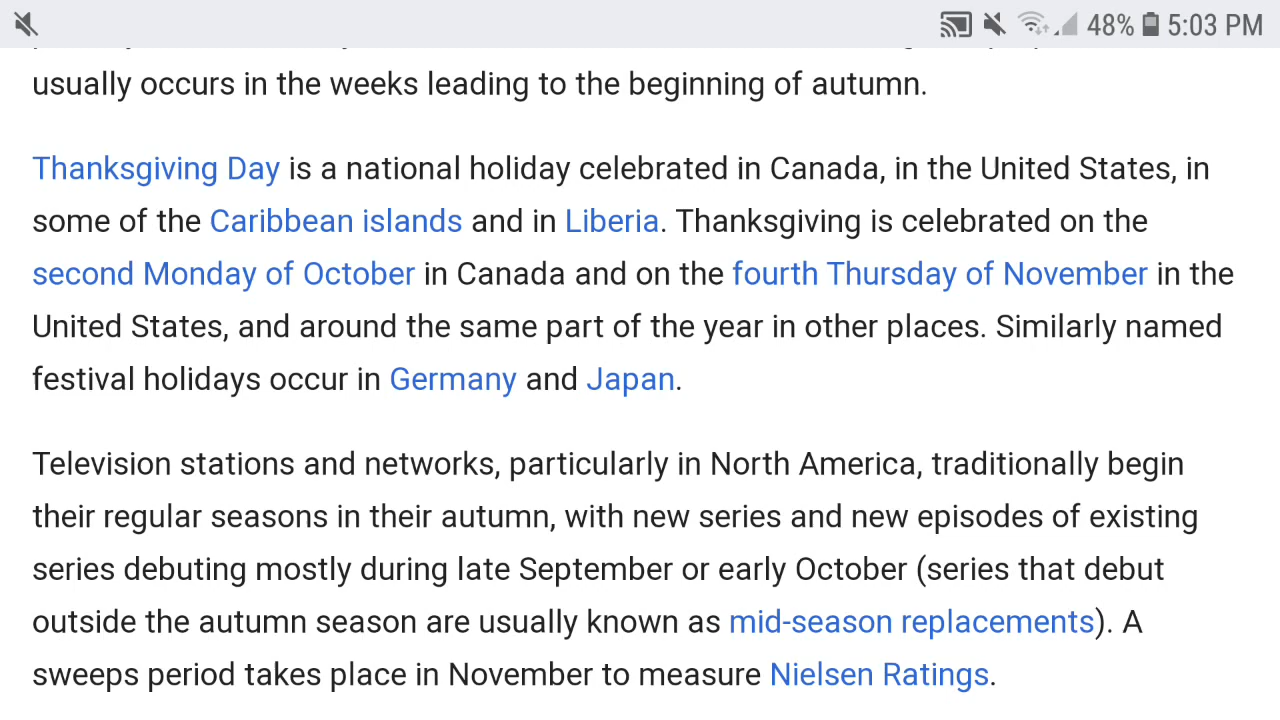 48% 5:03 PM
usually occurs in the weeks leading to the beginning of autumn.
Thanksgiving Day is a national holiday celebrated in Canada, in the United States, in
some of the Caribbean islands and in Liberia. Thanksgiving is celebrated on the
second Monday of October in Canada and on the fourth Thursday of November in the
United States, and around the same part of the year in other places. Similarly named
festival holidays occur in Germany and Japan.
Television stations and networks, particularly in North America, traditionally begin
their regular seasons in their autumn, with new series and new episodes of existing
series debuting mostly during late September or early October (series that debut
outside the autumn season are usually known as mid-season replacements). A
sweeps period takes place in November to measure Nielsen Ratings.